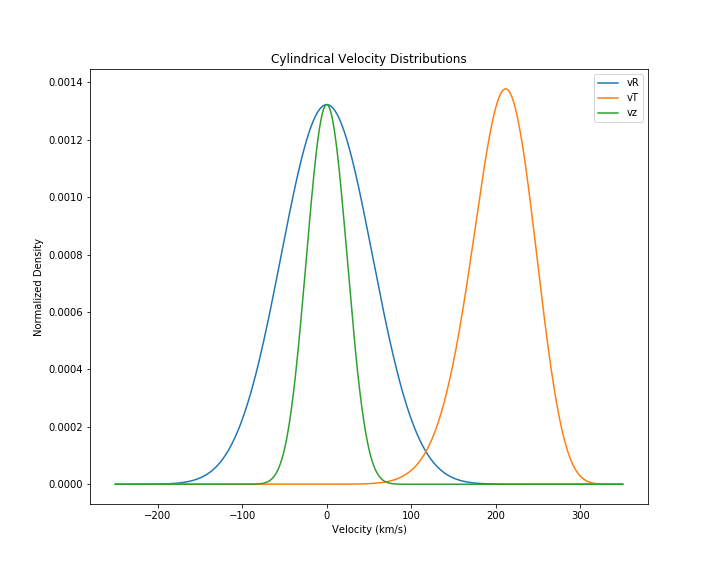 Cylindrical Velocity Distributions
vR
vT
vz
Normalized Density
0.0014
0.0012
0.0010
0.0008
0.0006
0.0004
0.0002
0.0000
−200
−100
0
100
200
300
Velocity (km/s)